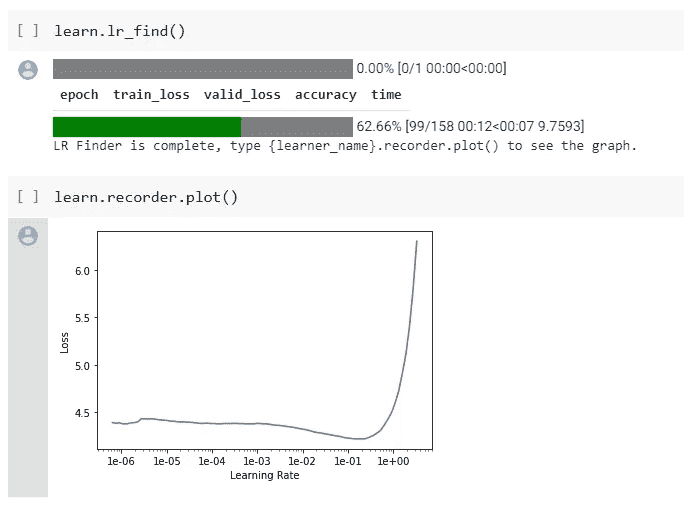 [ ] learn.lr_find()
0.00% [0/1 00:00<00:00]
epoch train_loss valid_loss accuracy time
62.66% [99/158 00:12<00:07 9.7593]
LR Finder is complete, type {learner_name}.recorder.plot() to see the graph.
[ ] learn.recorder.plot()
6.0
5.5
5.0
4.5
Loss
1e-06 1e-05 1e-04 1e-03 1e-02 1e-01 1e+00
Learning Rate